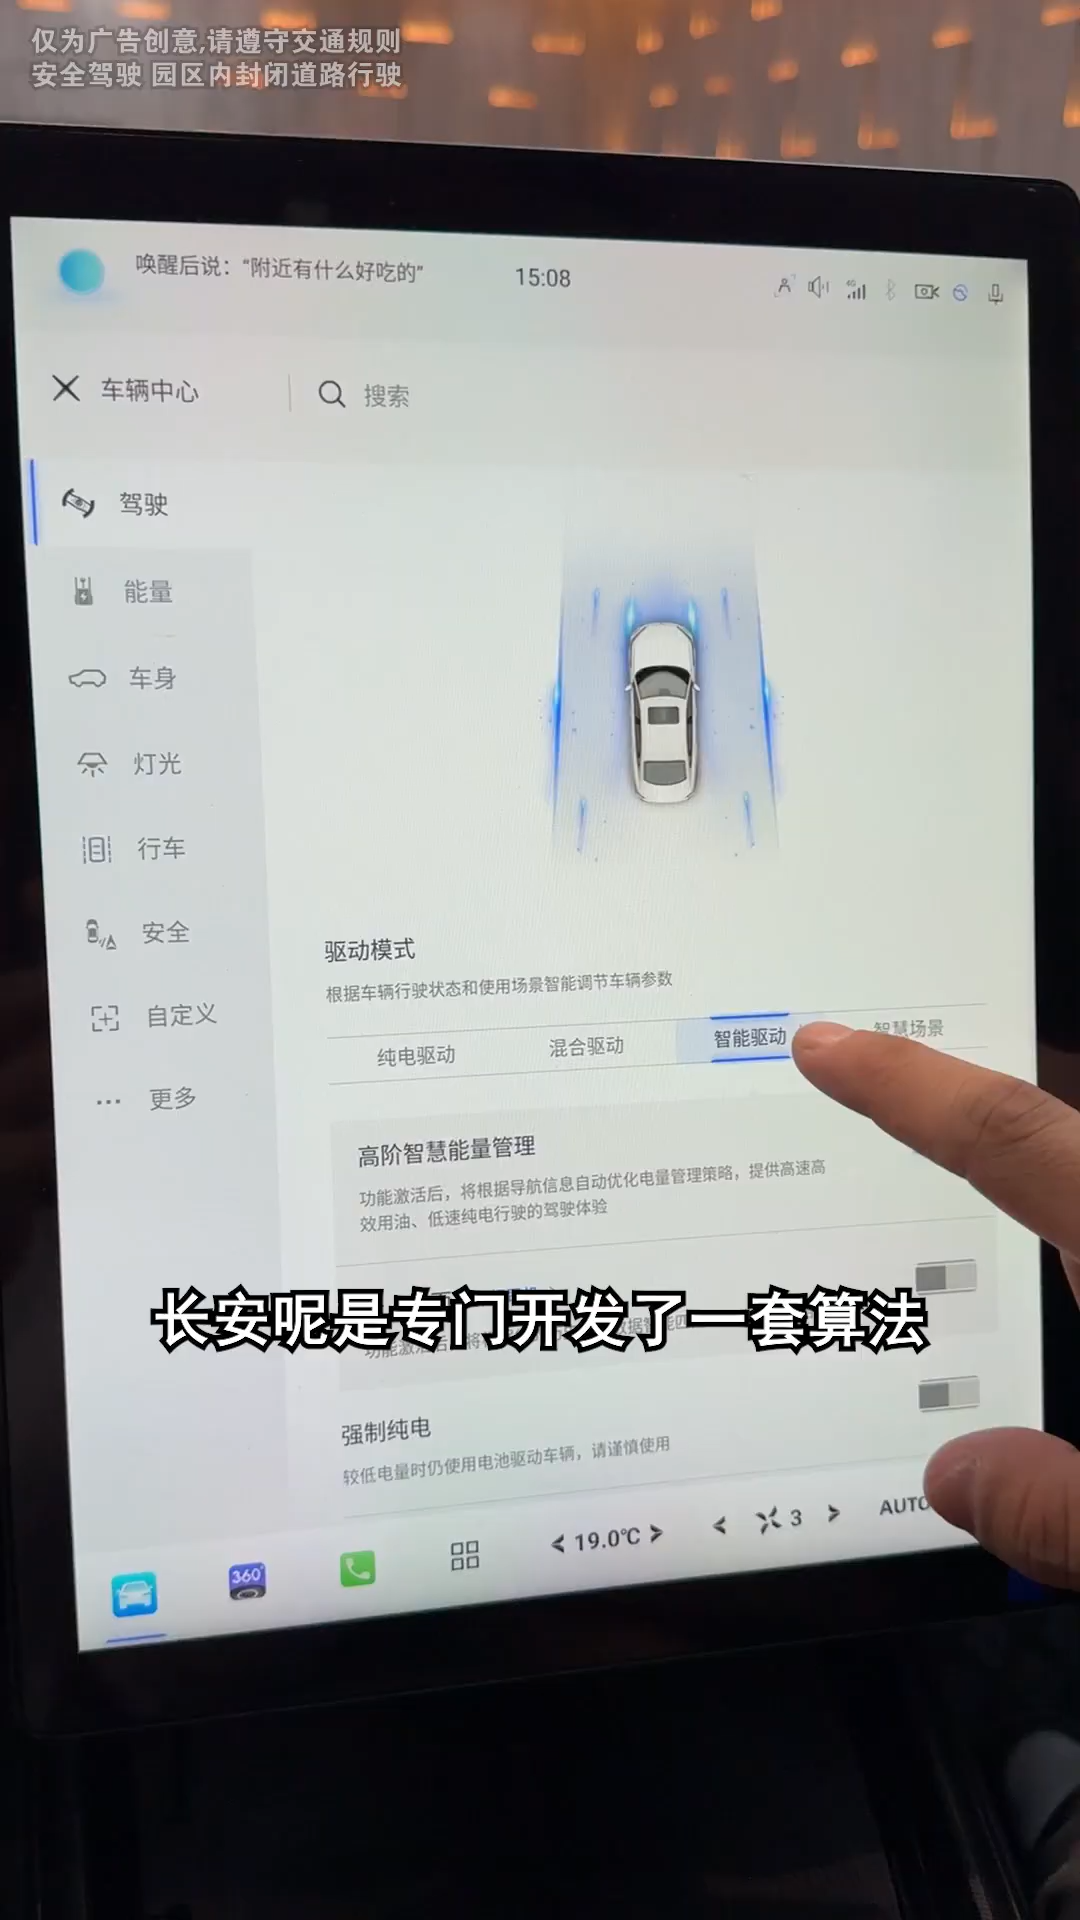 仅为广告创意,请遵守交通规则
安全驾驶 园区内封闭道路行驶
唤醒后说：“附近有什么好吃的”
15:08
4G
车辆中心
搜索
驾驶
能量
车身
灯光
行车
安全
自定义
更多
驱动模式
根据车辆行驶状态和使用场景智能调节车辆参数
纯电驱动
混合驱动
智能驱动
智慧场景
高阶智慧能量管理
功能激活后，将根据导航信息自动优化电量管理策略，提供高速高
效用油、低速纯电行驶的驾驶体验
长安呢是专门开发了一套算法
功能激活后
强制纯电
较低电量时仍使用电池驱动车辆，请谨慎使用
19.0℃
3
AUTO
360°